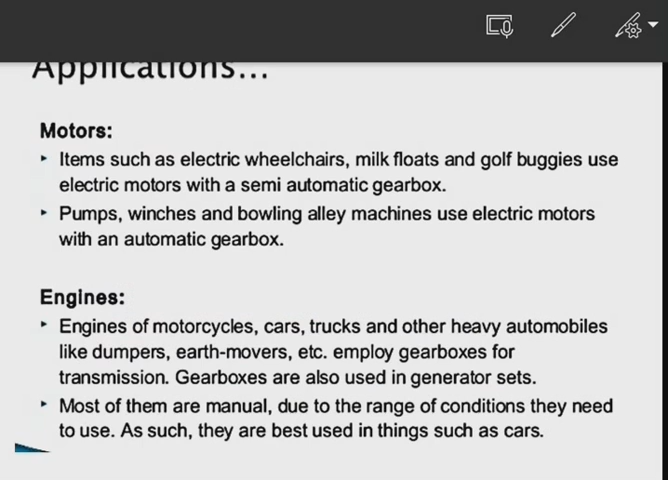 Applications...
Motors:
‣ Items such as electric wheelchairs, milk floats and golf buggies use
electric motors with a semi automatic gearbox.
‣ Pumps, winches and bowling alley machines use electric motors
with an automatic gearbox.
Engines:
‣ Engines of motorcycles, cars, trucks and other heavy automobiles
like dumpers, earth-movers, etc. employ gearboxes for
transmission. Gearboxes are also used in generator sets.
‣ Most of them are manual, due to the range of conditions they need
to use. As such, they are best used in things such as cars.